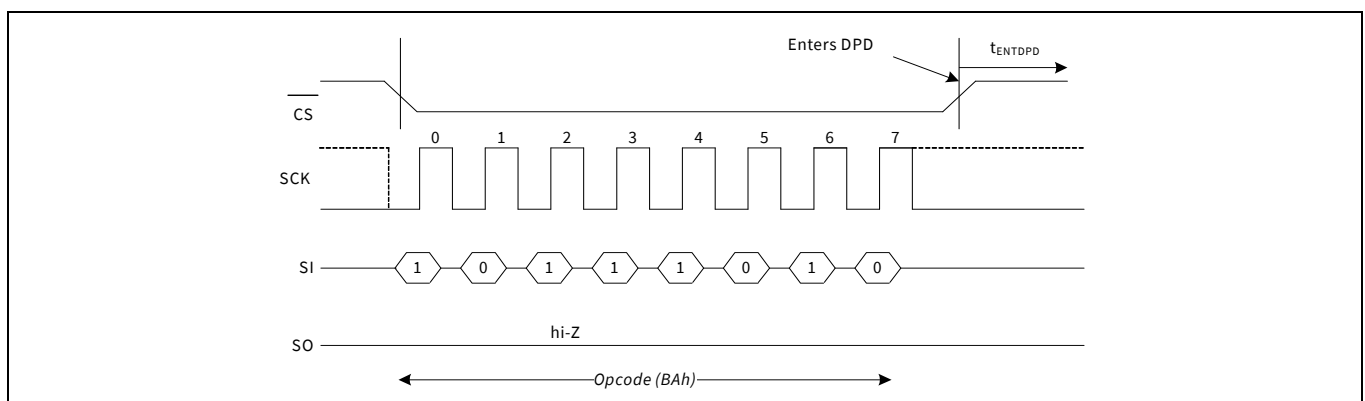 Enters DPD
tENTDPD
CS
0 1 2 3 4 5 6 7
SCK
SI 1 0 1 1 1 0 1 0
hi-Z
SO
Opcode (BAh)